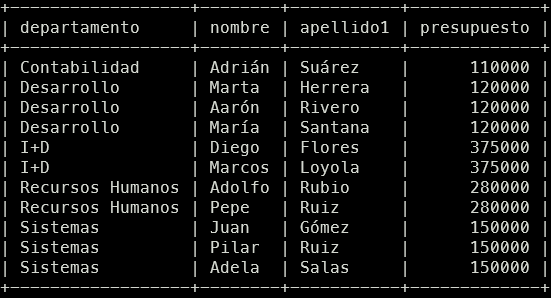 +------------------+--------+-----------+-------------+
| departamento     | nombre | apellido1 | presupuesto |
+------------------+--------+-----------+-------------+
| Contabilidad     | Adrián | Suárez    |      110000 |
| Desarrollo       | Marta  | Herrera   |      120000 |
| Desarrollo       | Aarón  | Rivero    |      120000 |
| Desarrollo       | María  | Santana   |      120000 |
| I+D              | Diego  | Flores    |      375000 |
| I+D              | Marcos | Loyola    |      375000 |
| Recursos Humanos | Adolfo | Rubio     |      280000 |
| Recursos Humanos | Pepe   | Ruiz      |      280000 |
| Sistemas         | Juan   | Gómez     |      150000 |
| Sistemas         | Pilar  | Ruiz      |      150000 |
| Sistemas         | Adela  | Salas     |      150000 |
+------------------+--------+-----------+-------------+